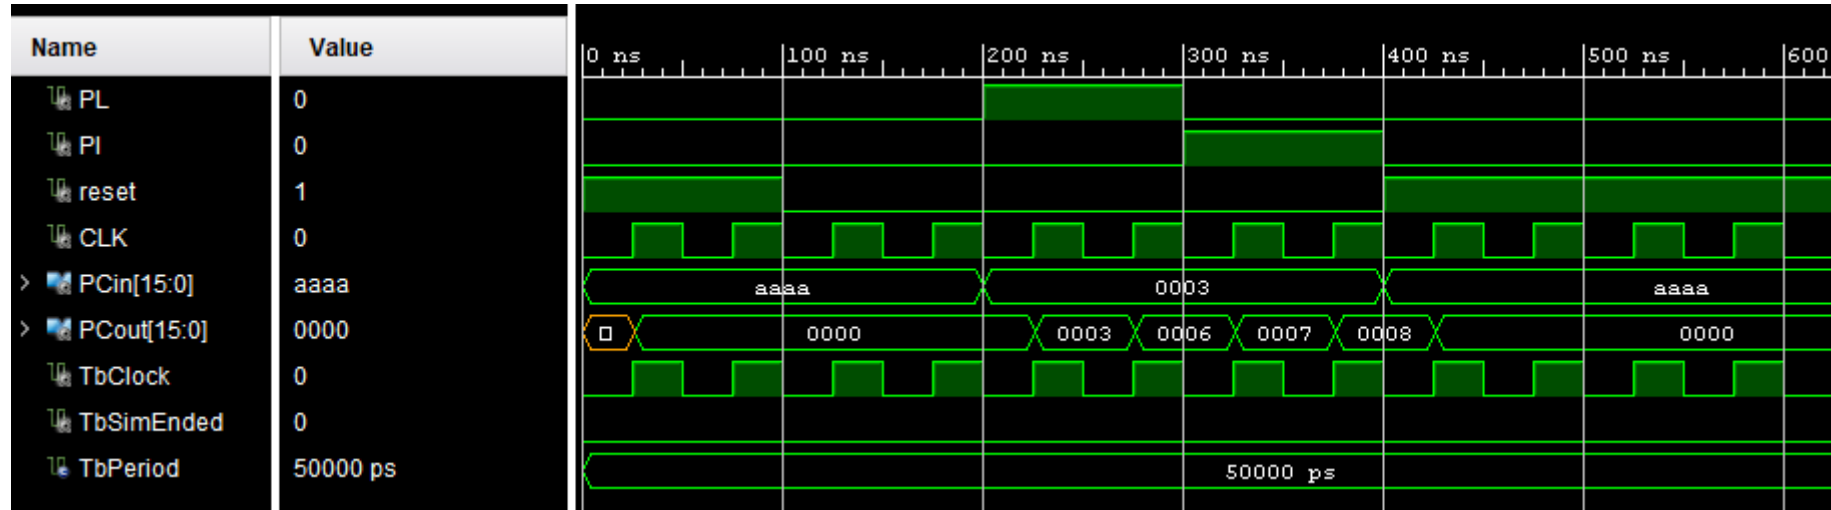 Name Value
0 ns 100 ns 200 ns 300 ns 400 ns 500 ns 600
PL 0
PI 0
reset 1
CLK 0
> PCin[15:0] aaaa aaaa 0003 aaaa
> PCout[15:0] 0000 0000 0003 0006 0007 0008 0000
TbClock 0
TbSimEnded 0
TbPeriod 50000 ps 50000 ps